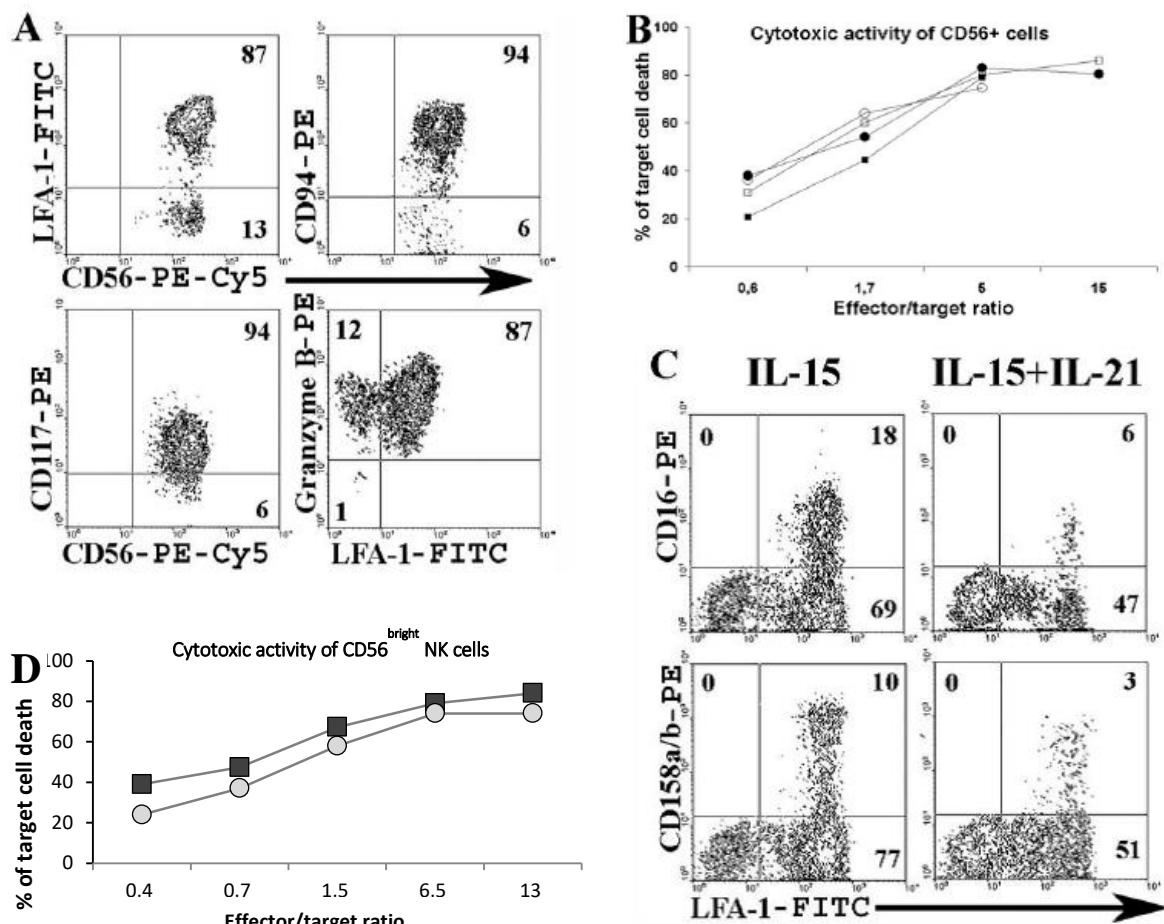 A
LFA-1-FITC
87
13
CD56-PE-Cy5
CD94-PE
94
6
CD117-PE
94
6
CD56-PE-Cy5
Granzyme B-PE
12
87
1
LFA-1-FITC
B
Cytotoxic activity of CD56+ cells
% of target cell death
100
80
60
40
20
0
0,6
1,7
5
15
Effector/target ratio
C
IL-15
IL-15+IL-21
CD16-PE
0
18
69
0
6
47
CD158a/b-PE
0
10
77
0
3
51
LFA-1-FITC
D
Cytotoxic activity of CD56bright NK cells
% of target cell death
100
80
60
40
20
0
0.4
0.7
1.5
6.5
13
Effector/target ratio